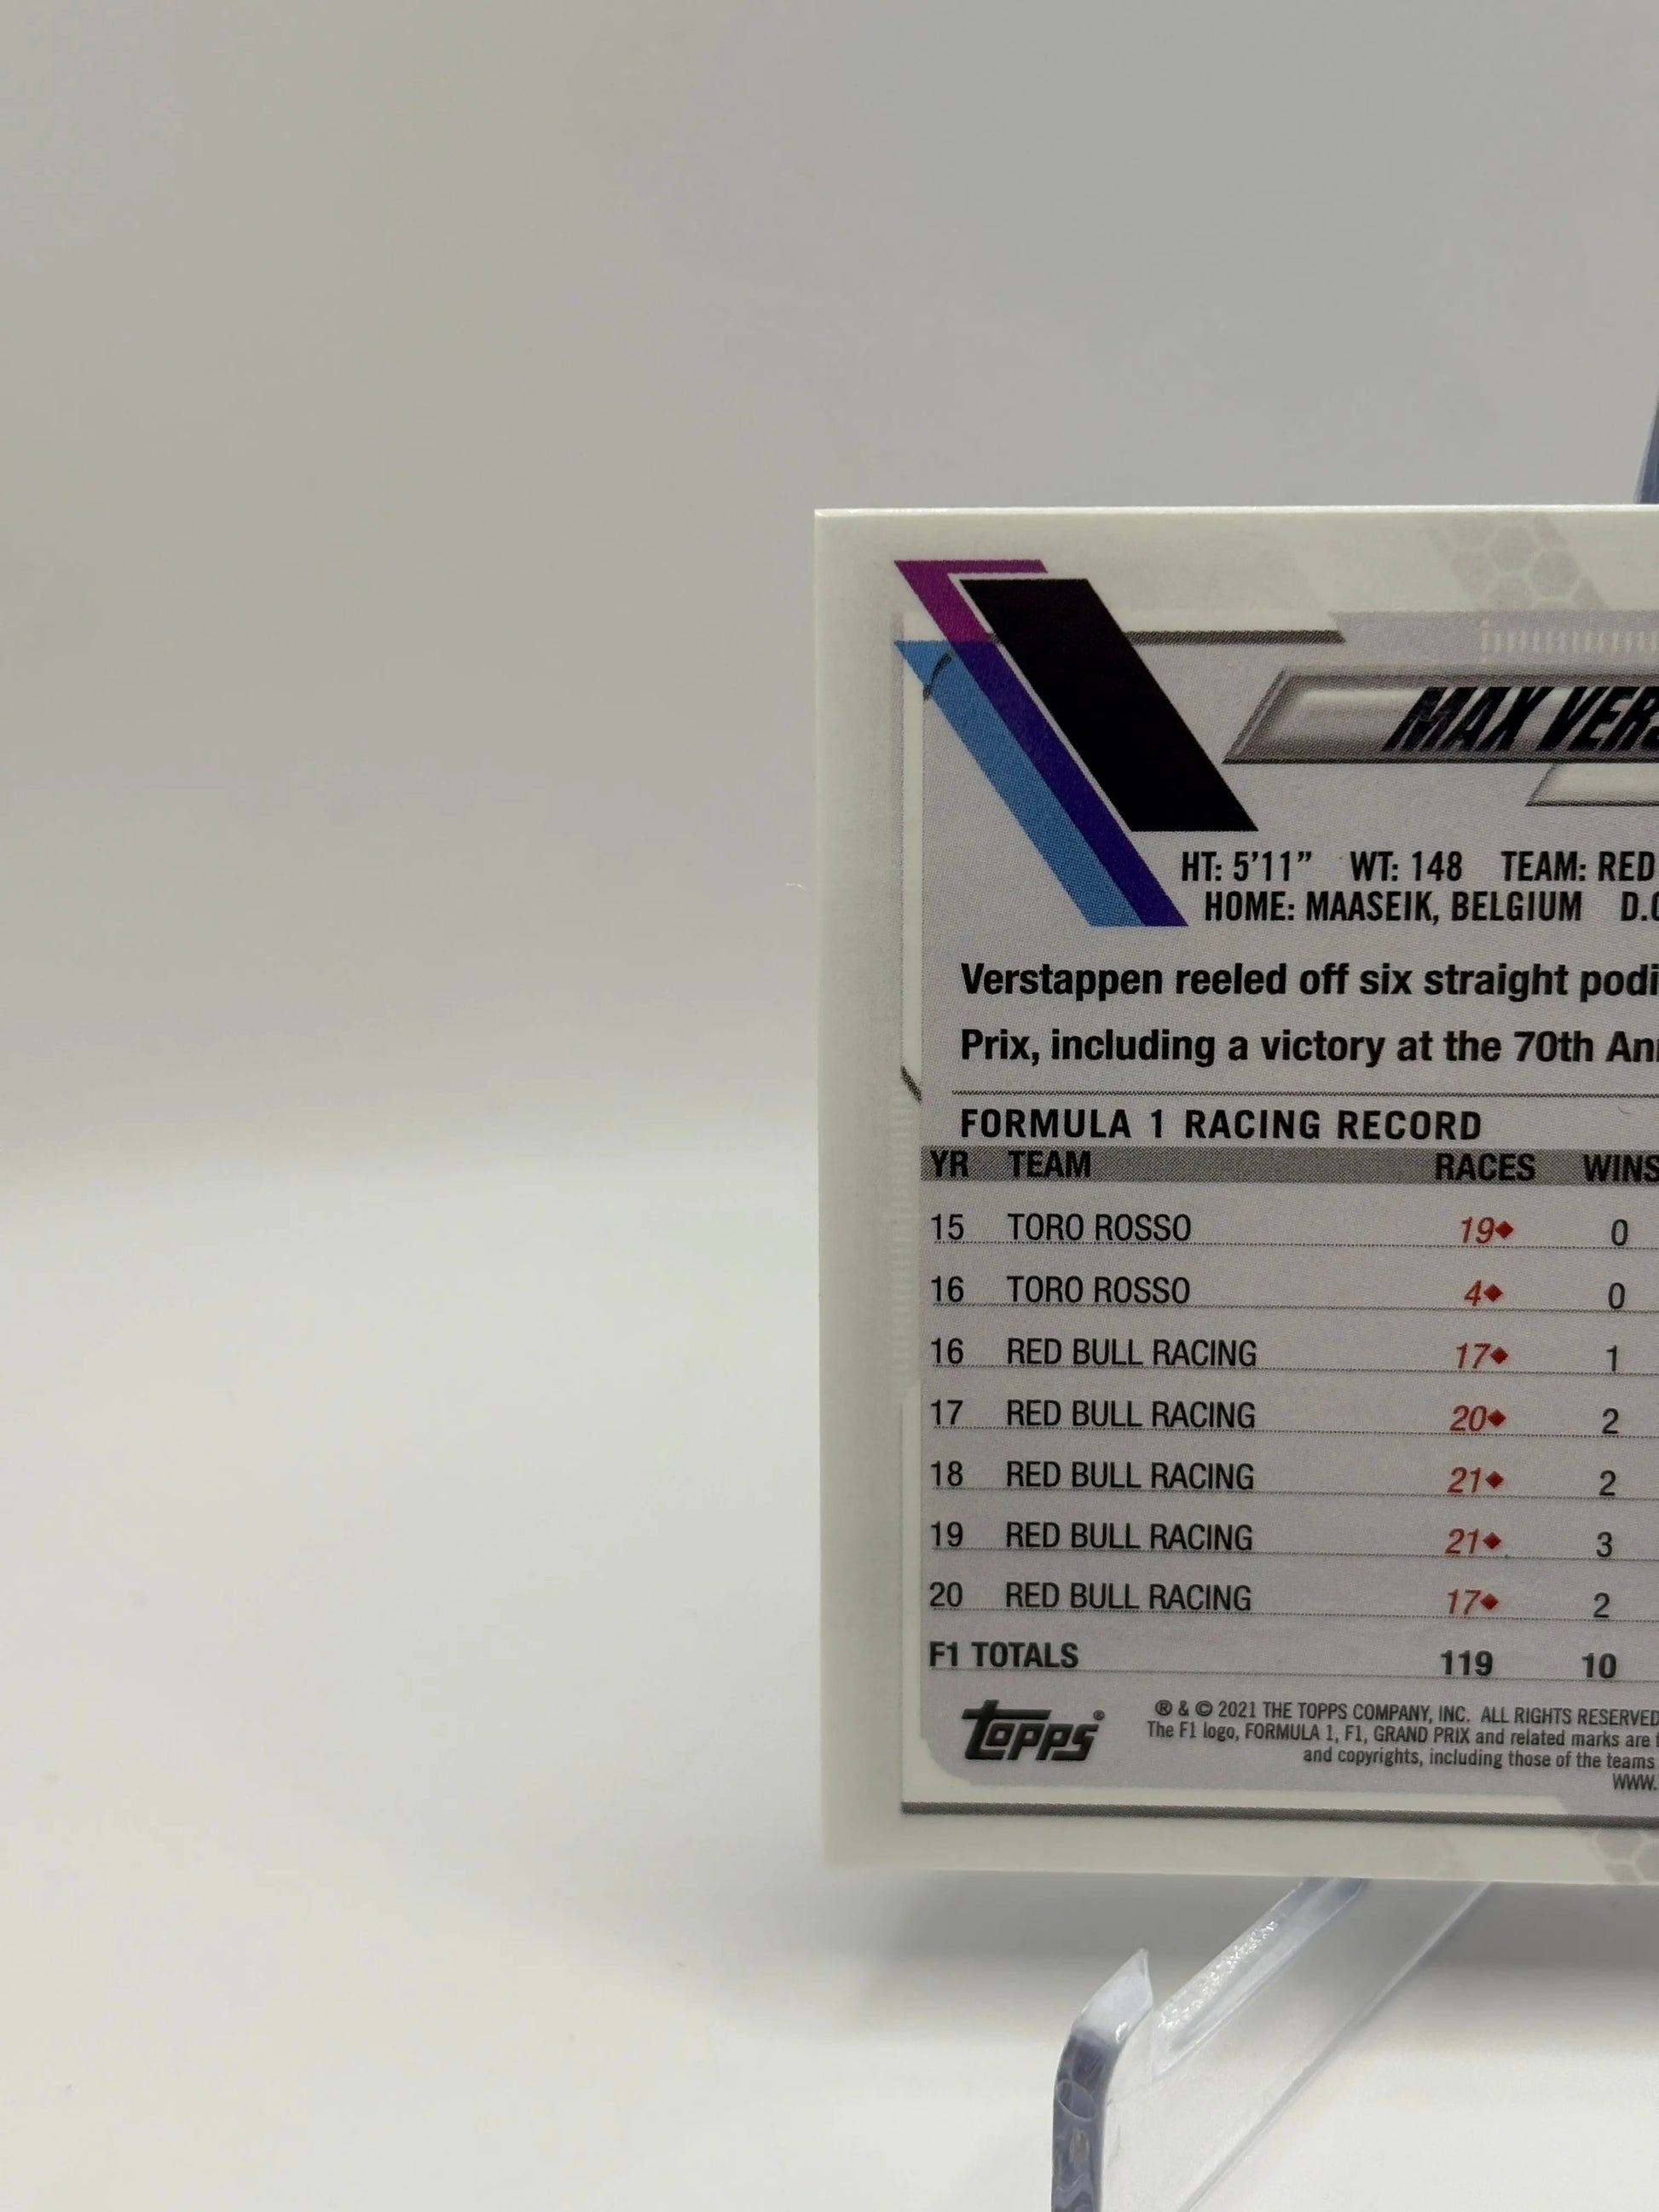 MAX VERS
HT: 5'11" WT: 148 TEAM: RED
HOME: MAASEIK, BELGIUM D.O
Verstappen reeled off six straight podi
Prix, including a victory at the 70th An
FORMULA 1 RACING RECORD
YR TEAM RACES WINS
15 TORO ROSSO 19♦ 0
16 TORO ROSSO 4♦ 0
16 RED BULL RACING 17♦ 1
17 RED BULL RACING 20♦ 2
18 RED BULL RACING 21♦ 2
19 RED BULL RACING 21♦ 3
20 RED BULL RACING 17♦ 2
F1 TOTALS 119 10
topps®
® & © 2021 THE TOPPS COMPANY, INC. ALL RIGHTS RESERVED
The F1 logo, FORMULA 1, F1, GRAND PRIX and related marks are t
and copyrights, including those of the teams
WWW.